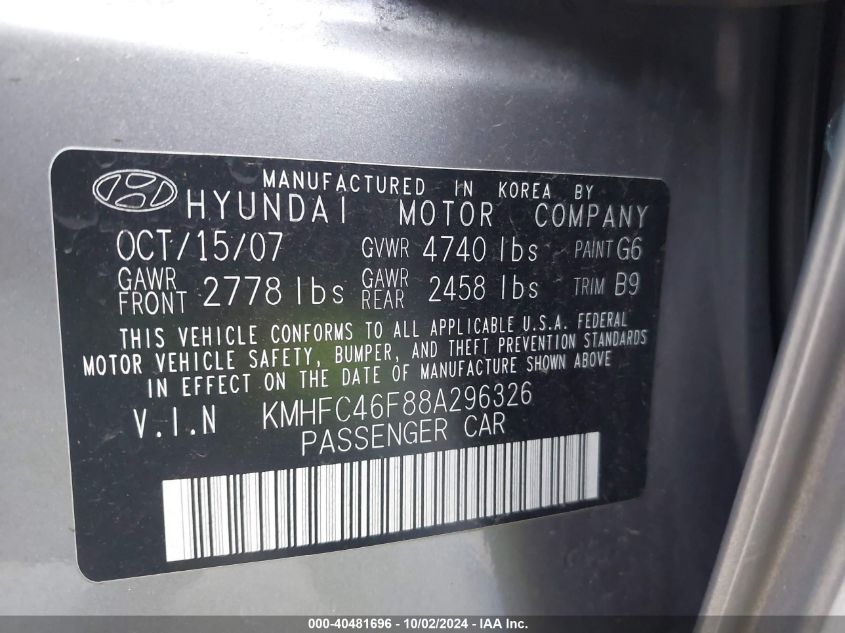 MANUFACTURED IN KOREA BY
HYUNDAI MOTOR COMPANY
OCT/15/07 GVWR 4740 lbs PAINT G6
GAWR FRONT 2778 lbs GAWR REAR 2458 lbs TRIM B9
THIS VEHICLE CONFORMS TO ALL APPLICABLE U.S.A. FEDERAL
MOTOR VEHICLE SAFETY, BUMPER, AND THEFT PREVENTION STANDARDS
IN EFFECT ON THE DATE OF MANUFACTURE SHOWN ABOVE
V.I.N KMHFC46F88A296326
PASSENGER CAR
000-40481696 - 10/02/2024 - IAA Inc.